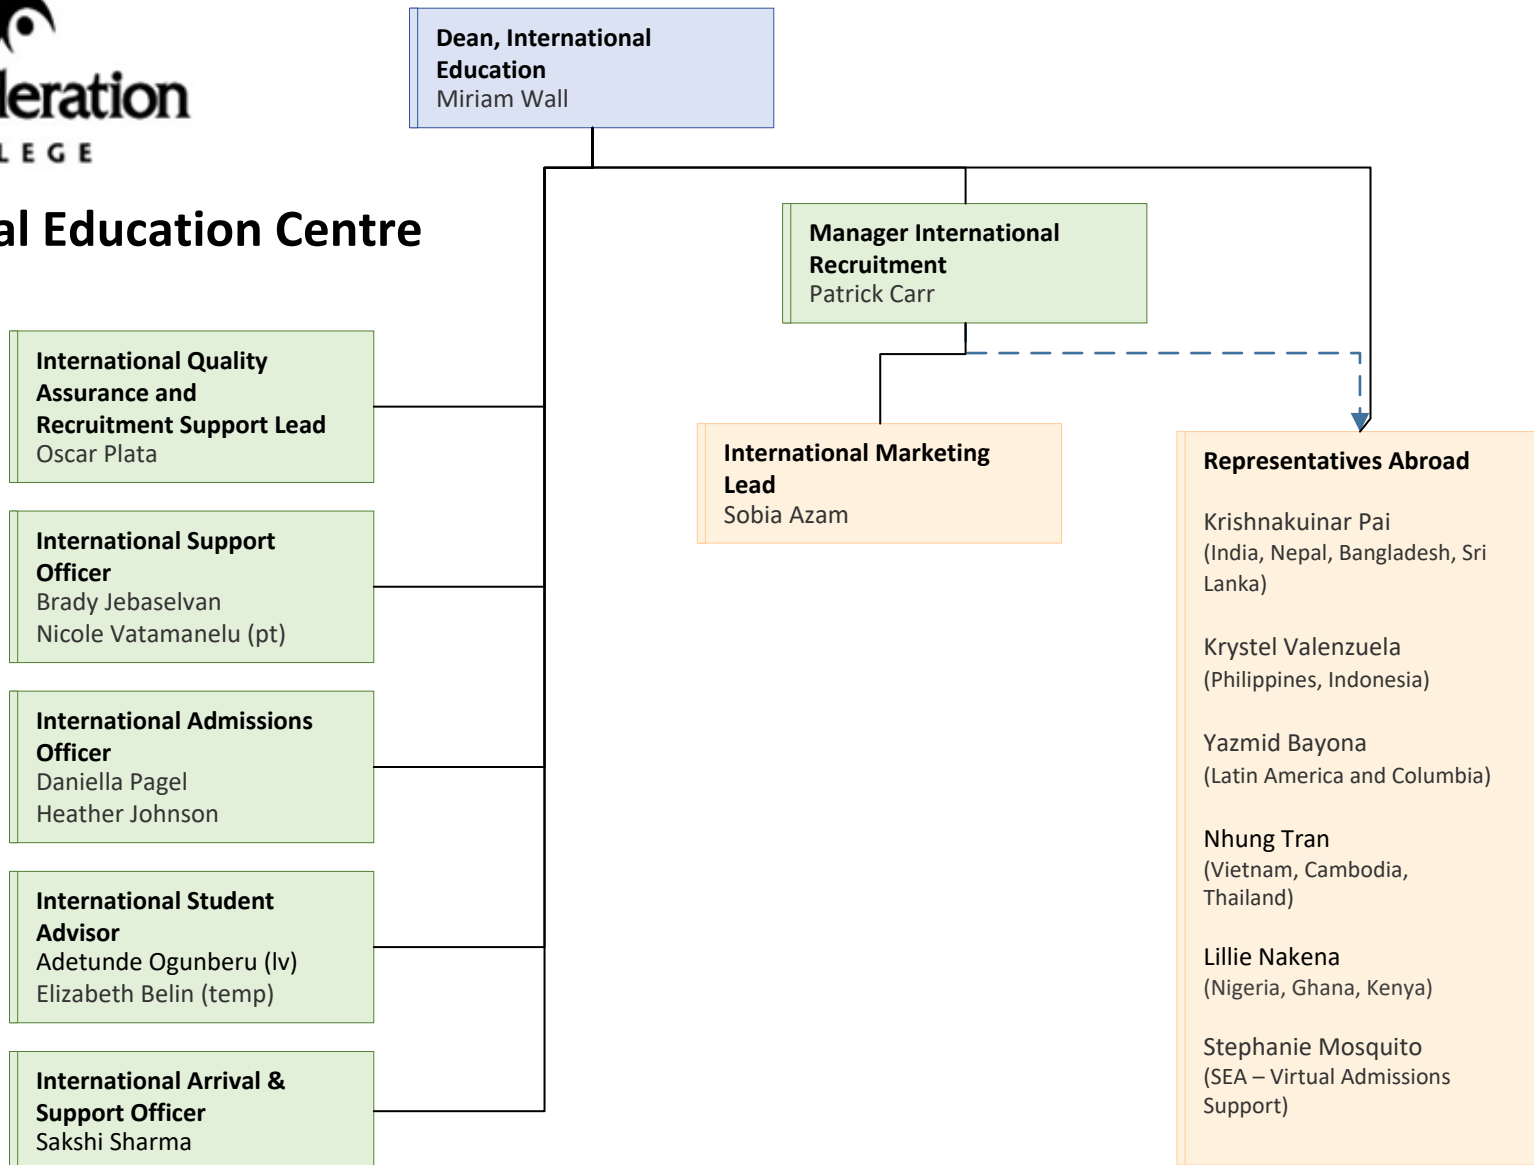 leration
LEGE
al Education Centre
Dean, International
Education
Miriam Wall
Manager International
Recruitment
Patrick Carr
International Quality
Assurance and
Recruitment Support Lead
Oscar Plata
International Support
Officer
Brady Jebaselvan
Nicole Vatamanelu (pt)
International Admissions
Officer
Daniella Pagel
Heather Johnson
International Student
Advisor
Adetunde Ogunberu (lv)
Elizabeth Belin (temp)
International Arrival &
Support Officer
Sakshi Sharma
International Marketing
Lead
Sobia Azam
Representatives Abroad
Krishnakuinar Pai
(India, Nepal, Bangladesh, Sri
Lanka)
Krystel Valenzuela
(Philippines, Indonesia)
Yazmid Bayona
(Latin America and Columbia)
Nhung Tran
(Vietnam, Cambodia,
Thailand)
Lillie Nakena
(Nigeria, Ghana, Kenya)
Stephanie Mosquito
(SEA – Virtual Admissions
Support)